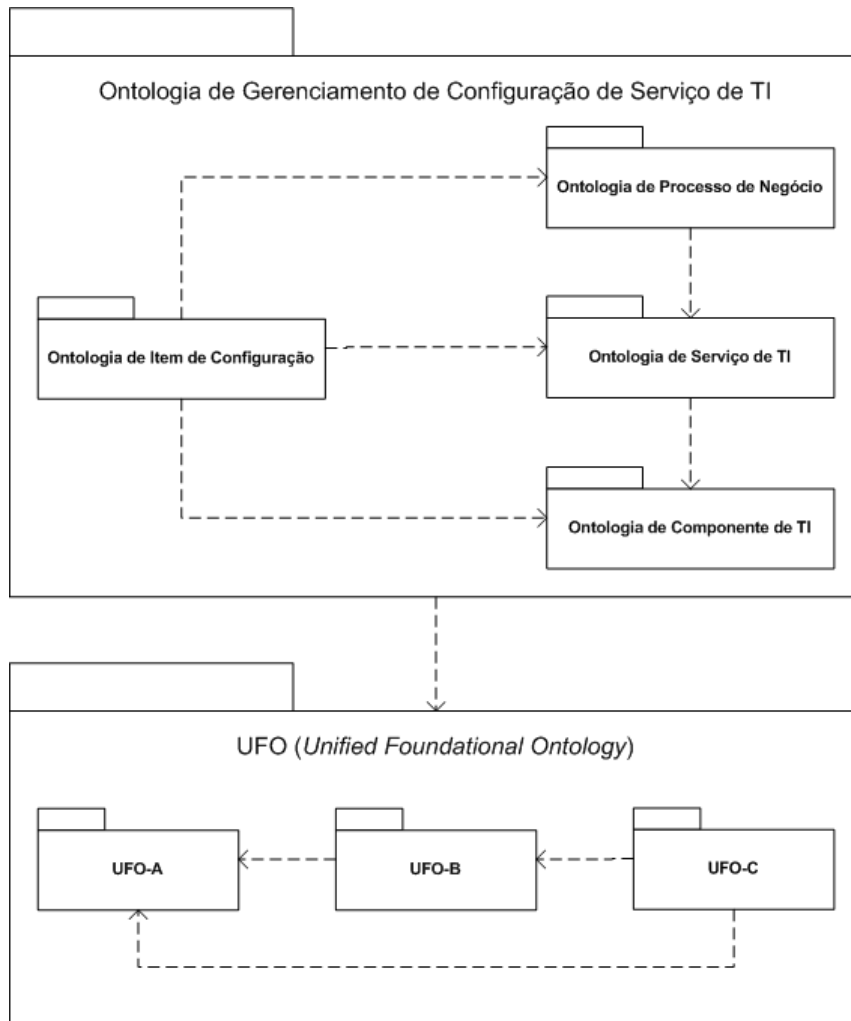 Ontologia de Gerenciamento de Configuração de Serviço de TI
Ontologia de Processo de Negócio
Ontologia de Item de Configuração
Ontologia de Serviço de TI
Ontologia de Componente de TI
UFO (Unified Foundational Ontology)
UFO-A
UFO-B
UFO-C